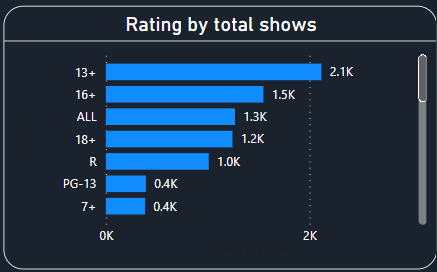 Rating by total shows
13+ 2.1K
16+ 1.5K
ALL 1.3K
18+ 1.2K
R 1.0K
PG-13 0.4K
7+ 0.4K
0K 2K